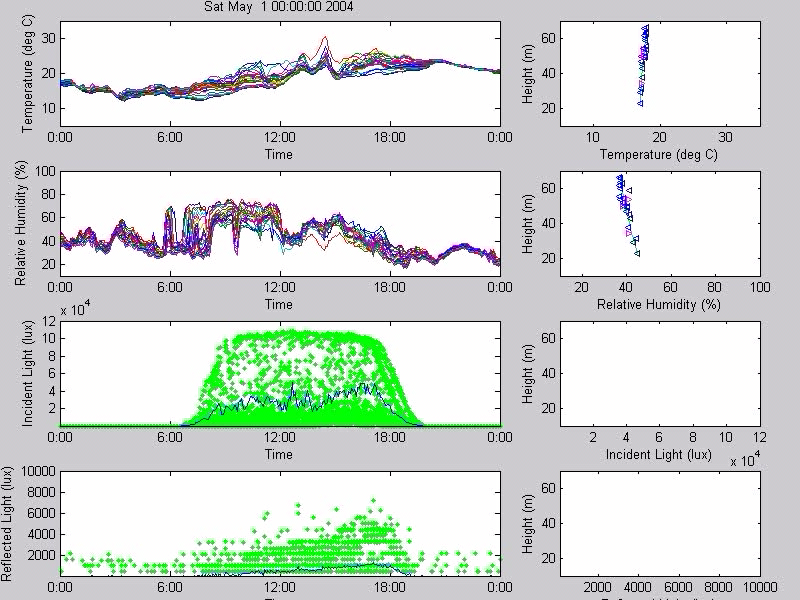 Sat May 1 00:00:00 2004
Temperature (deg C)
30
20
10
0:00 6:00 12:00 18:00 0:00
Time
Height (m)
60
40
20
10 20 30
Temperature (deg C)
Relative Humidity (%)
100
80
60
40
20
0:00 6:00 12:00 18:00 0:00
Time
Height (m)
60
40
20
20 40 60 80 100
Relative Humidity (%)
x 10^4
Incident Light (lux)
12
10
8
6
4
2
0:00 6:00 12:00 18:00 0:00
Time
Height (m)
60
40
20
2 4 6 8 10 12
Incident Light (lux)
x 10^4
Reflected Light (lux)
10000
8000
6000
4000
2000
0:00 6:00 12:00 18:00 0:00
Height (m)
60
40
20
2000 4000 6000 8000 10000